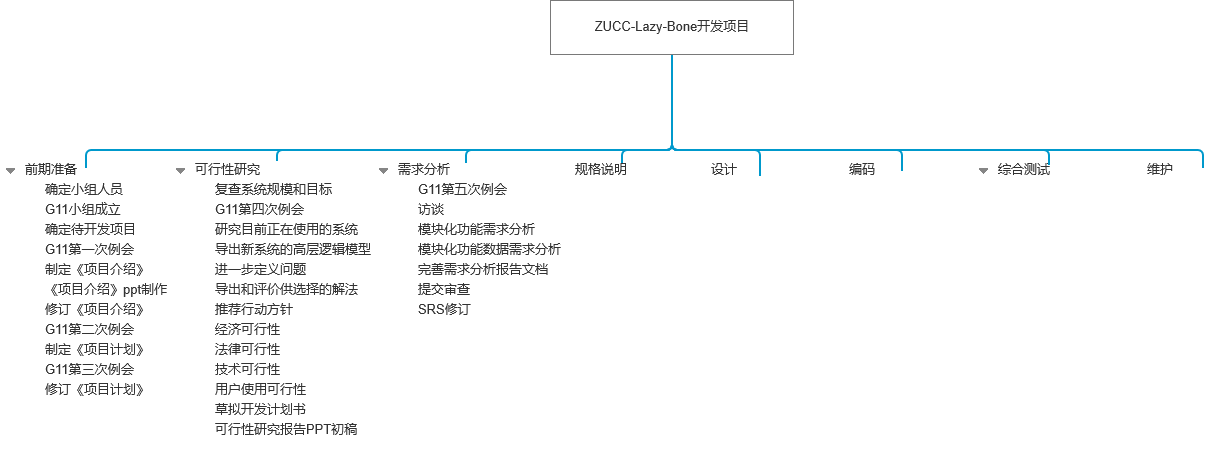 ZUCC-Lazy-Bone开发项目
前期准备
确定小组人员
G11小组成立
确定待开发项目
G11第一次例会
制定《项目介绍》
《项目介绍》ppt制作
修订《项目介绍》
G11第二次例会
制定《项目计划》
G11第三次例会
修订《项目计划》
可行性研究
复查系统规模和目标
G11第四次例会
研究目前正在使用的系统
导出新系统的高层逻辑模型
进一步定义问题
导出和评价供选择的解法
推荐行动方针
经济可行性
法律可行性
技术可行性
用户使用可行性
草拟开发计划书
可行性研究报告PPT初稿
需求分析
G11第五次例会
访谈
模块化功能需求分析
模块化功能数据需求分析
完善需求分析报告文档
提交审查
SRS修订
规格说明
设计
编码
综合测试
维护